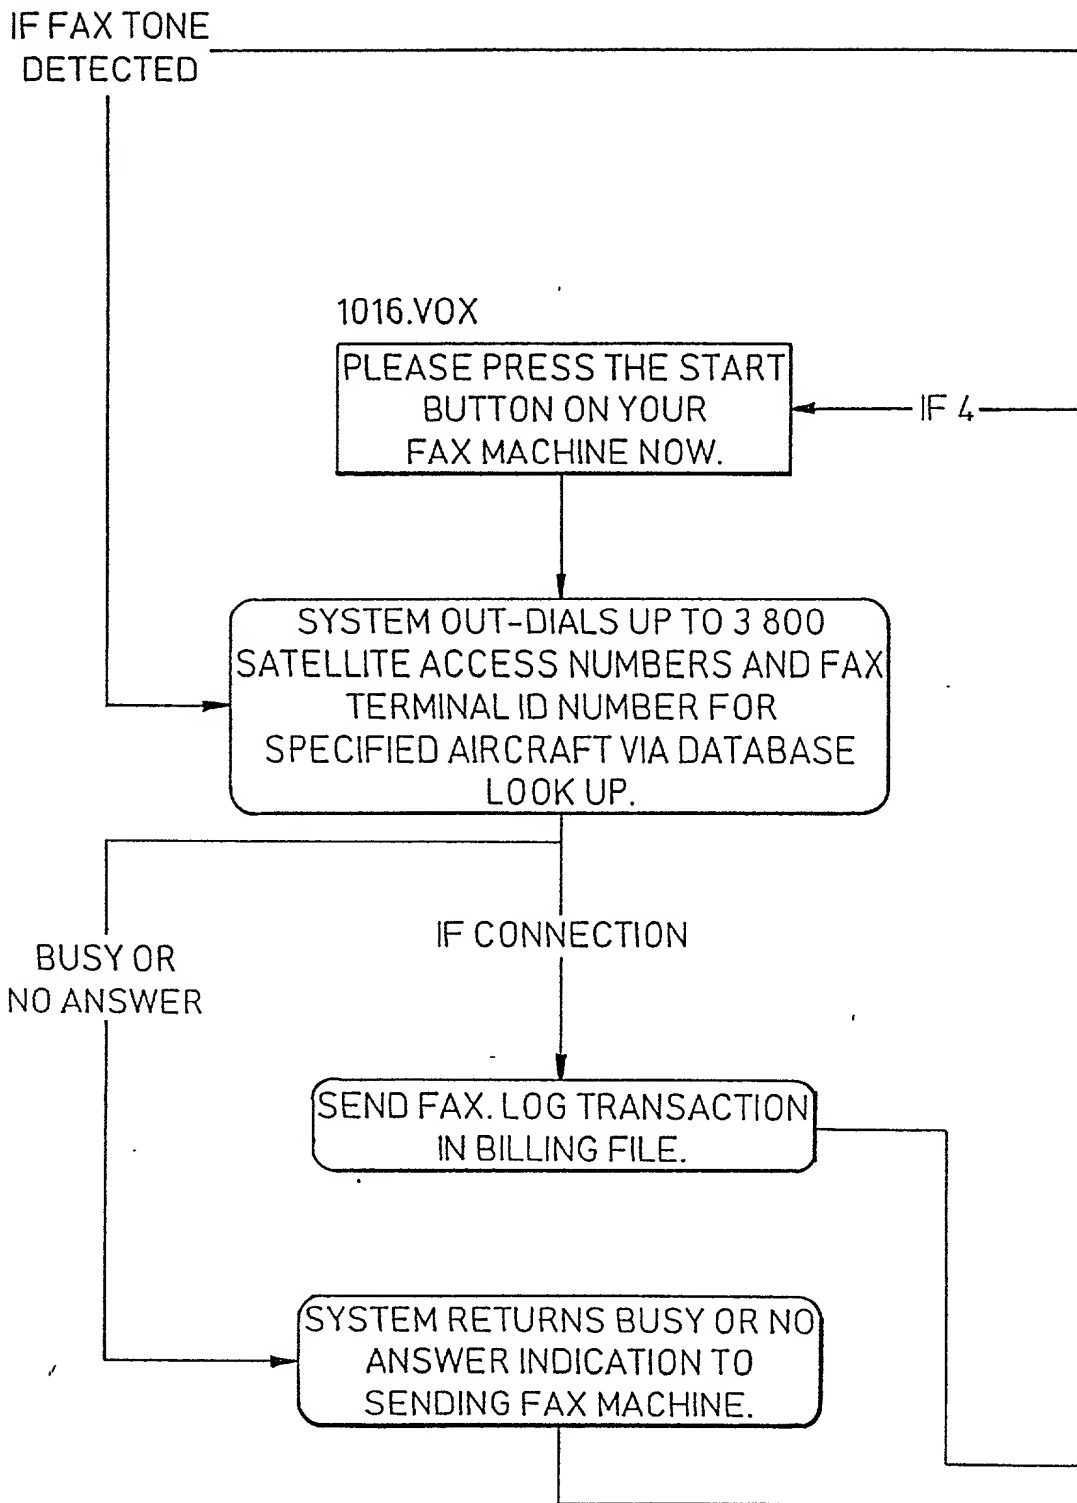 IF FAX TONE
DETECTED
1016.VOX
PLEASE PRESS THE START
BUTTON ON YOUR
FAX MACHINE NOW.
IF 4
SYSTEM OUT-DIALS UP TO 3 800
SATELLITE ACCESS NUMBERS AND FAX
TERMINAL ID NUMBER FOR
SPECIFIED AIRCRAFT VIA DATABASE
LOOK UP.
BUSY OR
NO ANSWER
IF CONNECTION
SEND FAX. LOG TRANSACTION
IN BILLING FILE.
SYSTEM RETURNS BUSY OR NO
ANSWER INDICATION TO
SENDING FAX MACHINE.